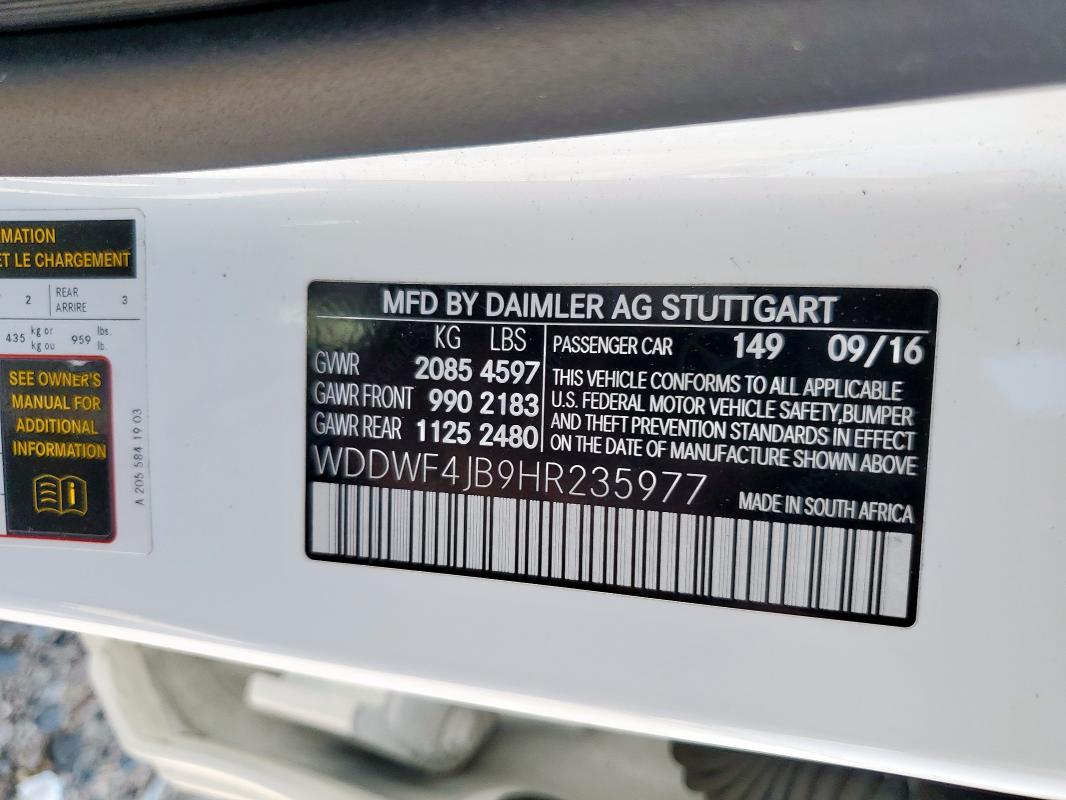 MATION
ET LE CHARGEMENT
2 REAR ARRIRE 3
435 kg or kg ou 959 lbs. lb.
SEE OWNER'S
MANUAL FOR
ADDITIONAL
INFORMATION
A 205 584 19 03
MFD BY DAIMLER AG STUTTGART
KG LBS
GVWR 2085 4597
GAWR FRONT 990 2183
GAWR REAR 1125 2480
PASSENGER CAR 149 09/16
THIS VEHICLE CONFORMS TO ALL APPLICABLE
U.S. FEDERAL MOTOR VEHICLE SAFETY,BUMPER
AND THEFT PREVENTION STANDARDS IN EFFECT
ON THE DATE OF MANUFACTURE SHOWN ABOVE
WDDWF4JB9HR235977
MADE IN SOUTH AFRICA